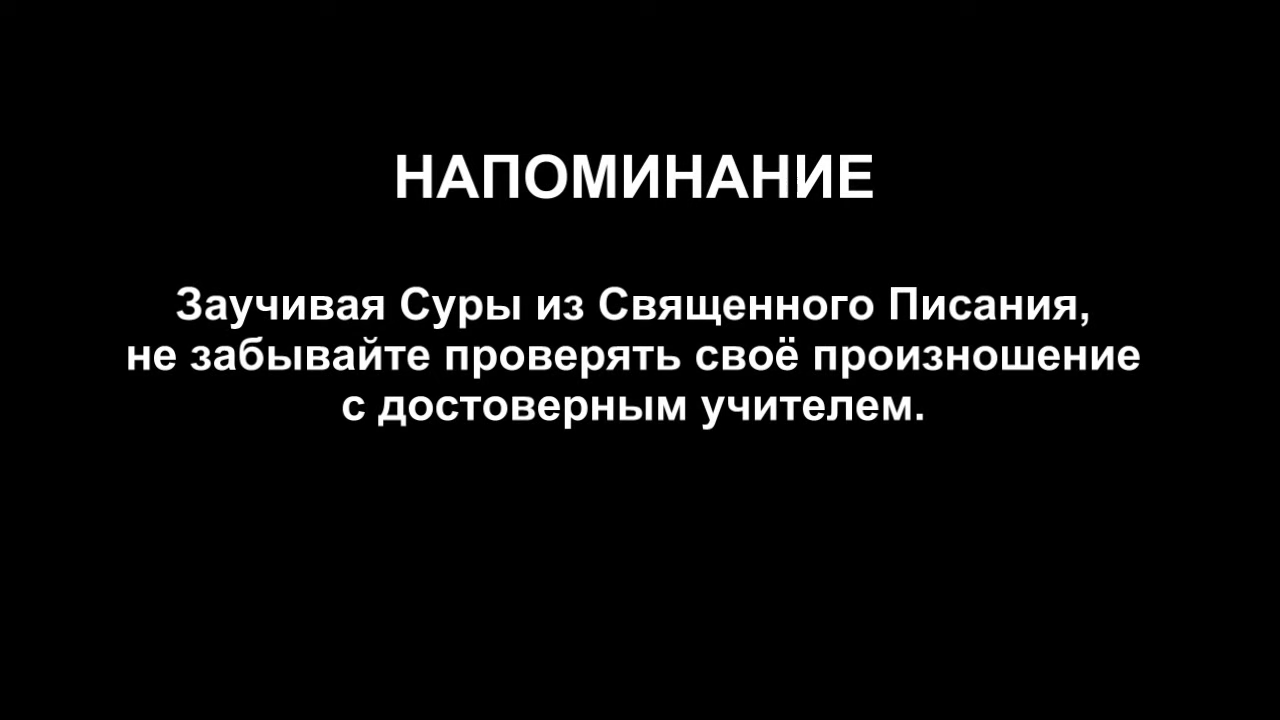 НАПОМИНАНИЕ
Заучивая Суры из Священного Писания,
не забывайте проверять своё произношение
с достоверным учителем.